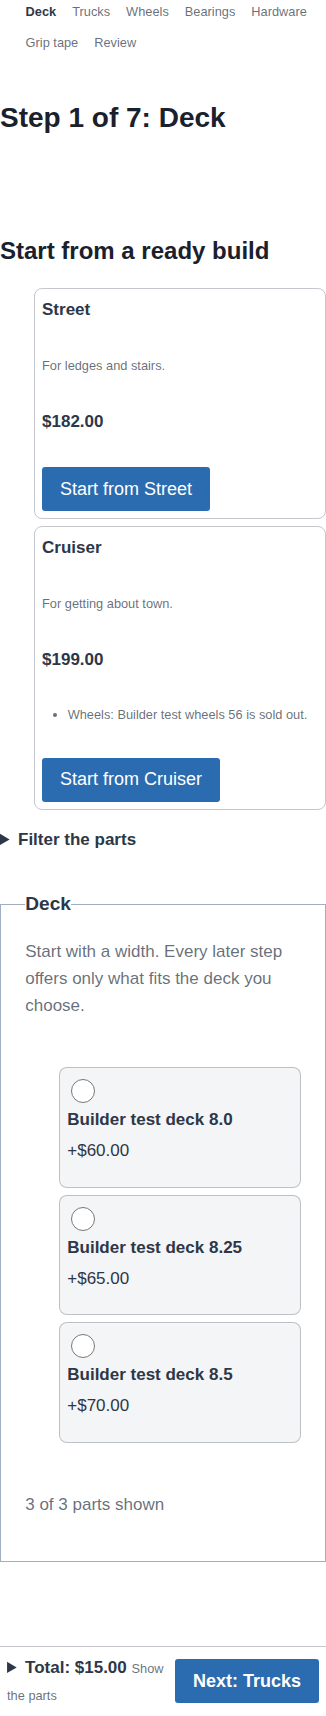 Deck Trucks Wheels Bearings Hardware
Grip tape Review
Step 1 of 7: Deck
Start from a ready build
Street
For ledges and stairs.
$182.00
Start from Street
Cruiser
For getting about town.
$199.00
Wheels: Builder test wheels 56 is sold out.
Start from Cruiser
Filter the parts
Deck
Start with a width. Every later step
offers only what fits the deck you
choose.
Builder test deck 8.0
+$60.00
Builder test deck 8.25
+$65.00
Builder test deck 8.5
+$70.00
3 of 3 parts shown
Total: $15.00 Show
the parts
Next: Trucks